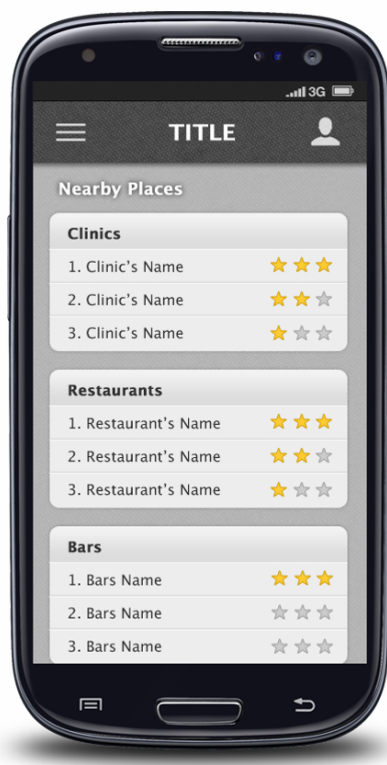 3G
TITLE
Nearby Places
Clinics
1. Clinic's Name
2. Clinic's Name
3. Clinic's Name
Restaurants
1. Restaurant's Name
2. Restaurant's Name
3. Restaurant's Name
Bars
1. Bars Name
2. Bars Name
3. Bars Name